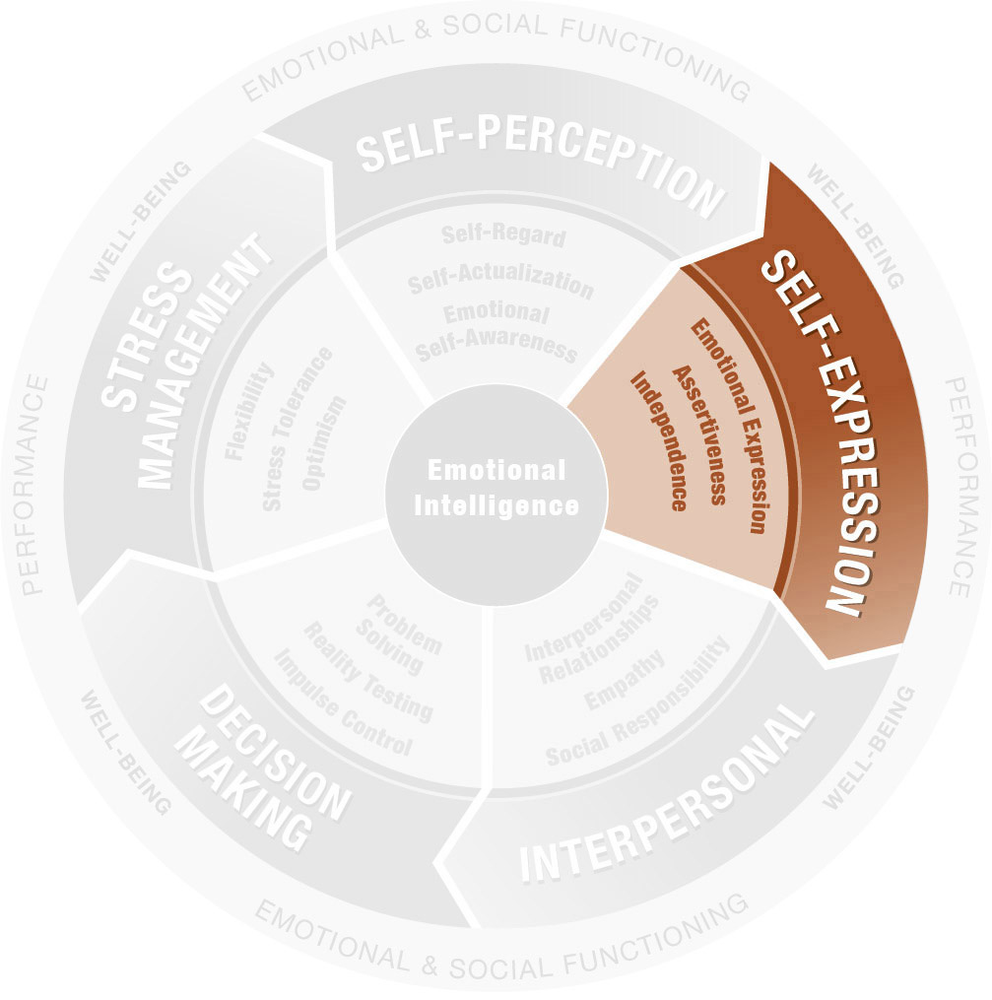 EMOTIONAL & SOCIAL FUNCTIONING
WELL-BEING
WELL-BEING
PERFORMANCE
PERFORMANCE
SELF-PERCEPTION
Self-Regard
Self-Actualization
Emotional
Self-Awareness
SELF-EXPRESSION
Emotional Expression
Assertiveness
Independence
STRESS
MANAGEMENT
Flexibility
Stress Tolerance
Optimism
Emotional
Intelligence
Interpersonal
Relationships
Empathy
Social Responsibility
INTERPERSONAL
Problem
Solving
Reality Testing
Impulse Control
DECISION
MAKING
WELL-BEING
WELL-BEING
EMOTIONAL & SOCIAL FUNCTIONING